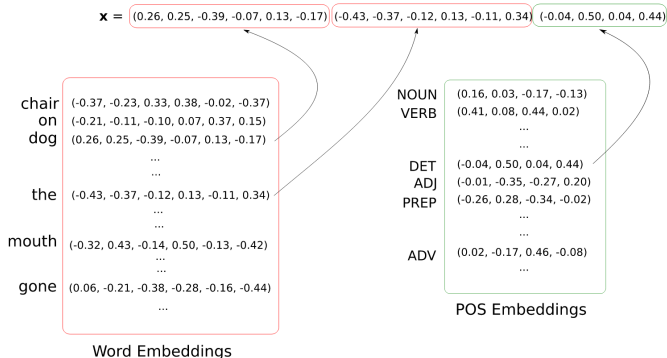 x = (0.26, 0.25, -0.39, -0.07, 0.13, -0.17) (-0.43, -0.37, -0.12, 0.13, -0.11, 0.34) (-0.04, 0.50, 0.04, 0.44)
chair (-0.37, -0.23, 0.33, 0.38, -0.02, -0.37)
on (-0.21, -0.11, -0.10, 0.07, 0.37, 0.15)
dog (0.26, 0.25, -0.39, -0.07, 0.13, -0.17)
...
...
the (-0.43, -0.37, -0.12, 0.13, -0.11, 0.34)
...
...
mouth (-0.32, 0.43, -0.14, 0.50, -0.13, -0.42)
...
...
gone (0.06, -0.21, -0.38, -0.28, -0.16, -0.44)
...
Word Embeddings
NOUN (0.16, 0.03, -0.17, -0.13)
VERB (0.41, 0.08, 0.44, 0.02)
...
...
DET (-0.04, 0.50, 0.04, 0.44)
ADJ (-0.01, -0.35, -0.27, 0.20)
PREP (-0.26, 0.28, -0.34, -0.02)
...
...
ADV (0.02, -0.17, 0.46, -0.08)
...
POS Embeddings